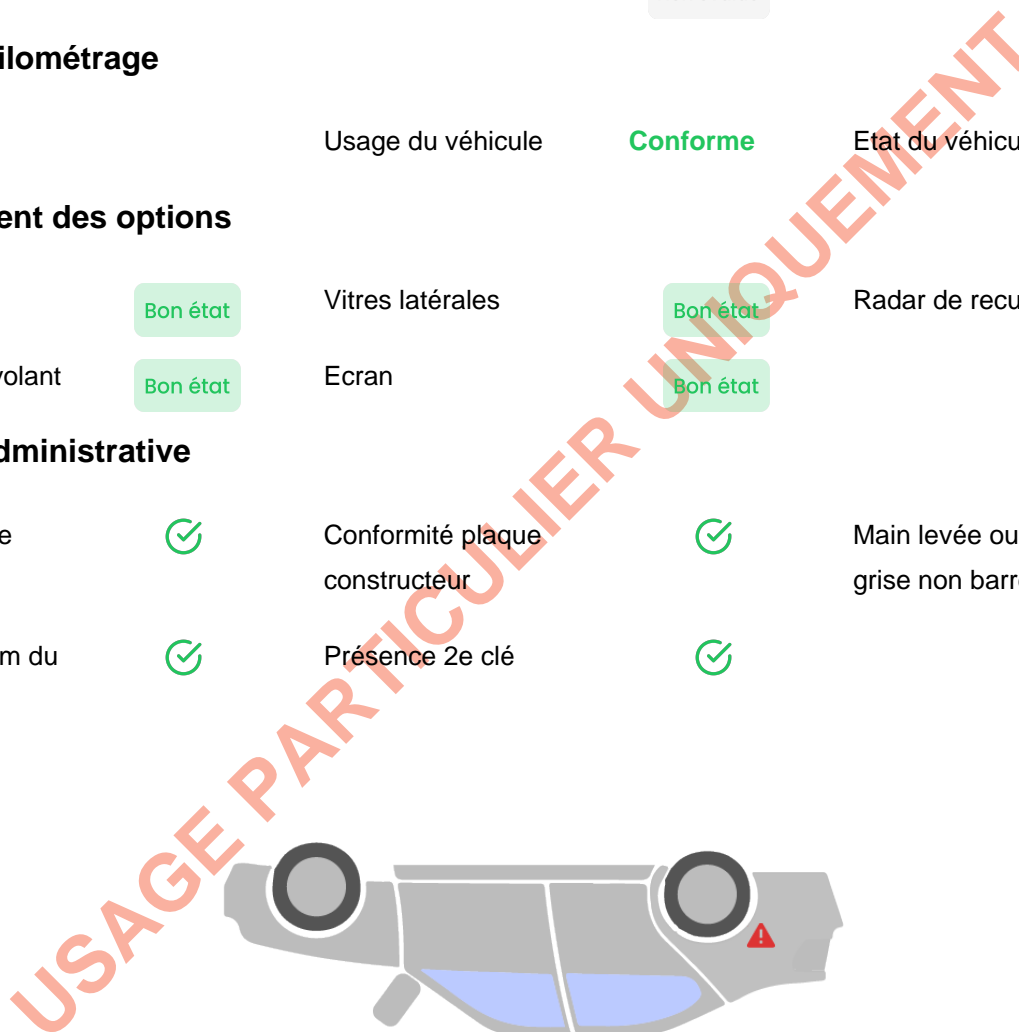 ilométrage
Usage du véhicule Conforme Etat du véhicu
ent des options
Bon état Vitres latérales Bon état Radar de recu
volant Bon état Ecran Bon état
dministrative
e Conformité plaque Main levée ou
constructeur grise non barr
m du Présence 2e clé
USAGE PARTICULIER UNIQUEMENT